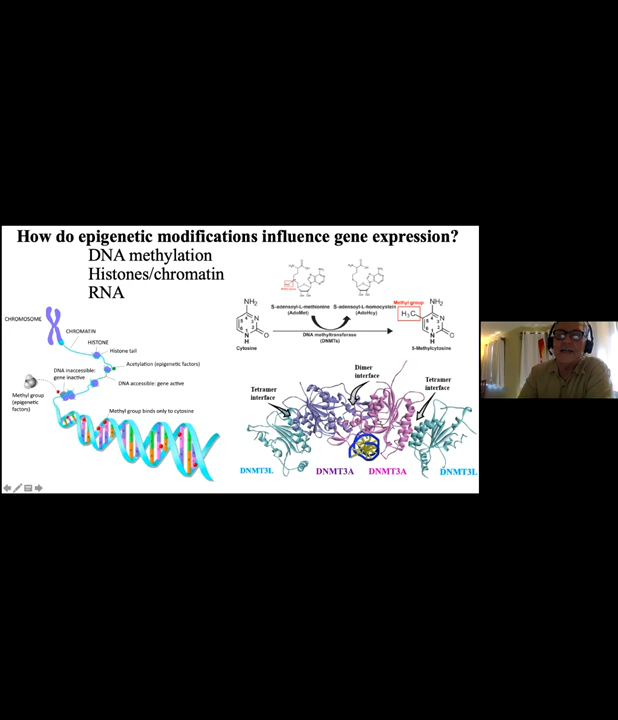 How do epigenetic modifications influence gene expression?
DNA methylation
Histones/chromatin
RNA
CHROMOSOME
CHROMATIN
HISTONE
Histone tail
Acetylation (epigenetic factors)
DNA inaccessible:
gene inactive
DNA accessible: gene active
Methyl group
(epigenetic
factors)
Methyl group binds only to cytosine
S-adenosyl-L-methionine
(AdoMet)
S-adenosyl-L-homocystein
(AdoHcy)
NH2
Cytosine
DNA methyltransferase
(DNMTs)
Methyl group
H3C
NH2
5-Methylcytosine
Tetramer
interface
Dimer
interface
Tetramer
interface
DNMT3L
DNMT3A
DNMT3A
DNMT3L